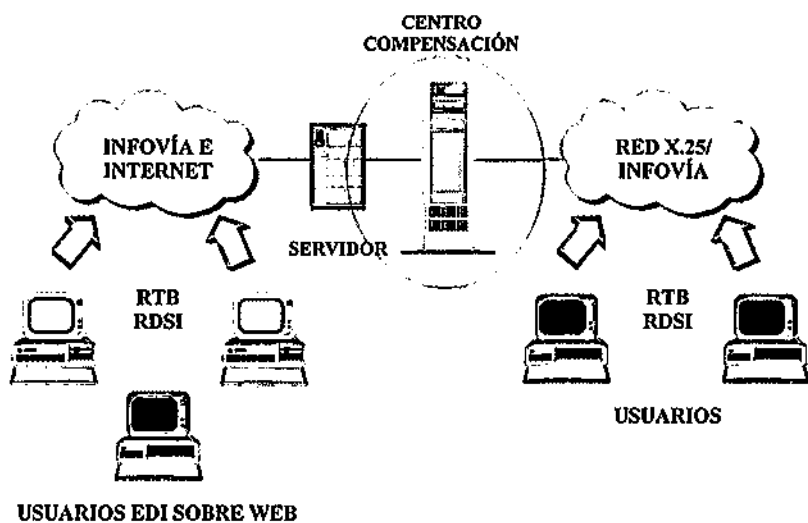 CENTRO
COMPENSACIÓN
INFOVÍA E
INTERNET
RED X.25/
INFOVÍA
SERVIDOR
RTB
RDSI
RTB
RDSI
USUARIOS
USUARIOS EDI SOBRE WEB